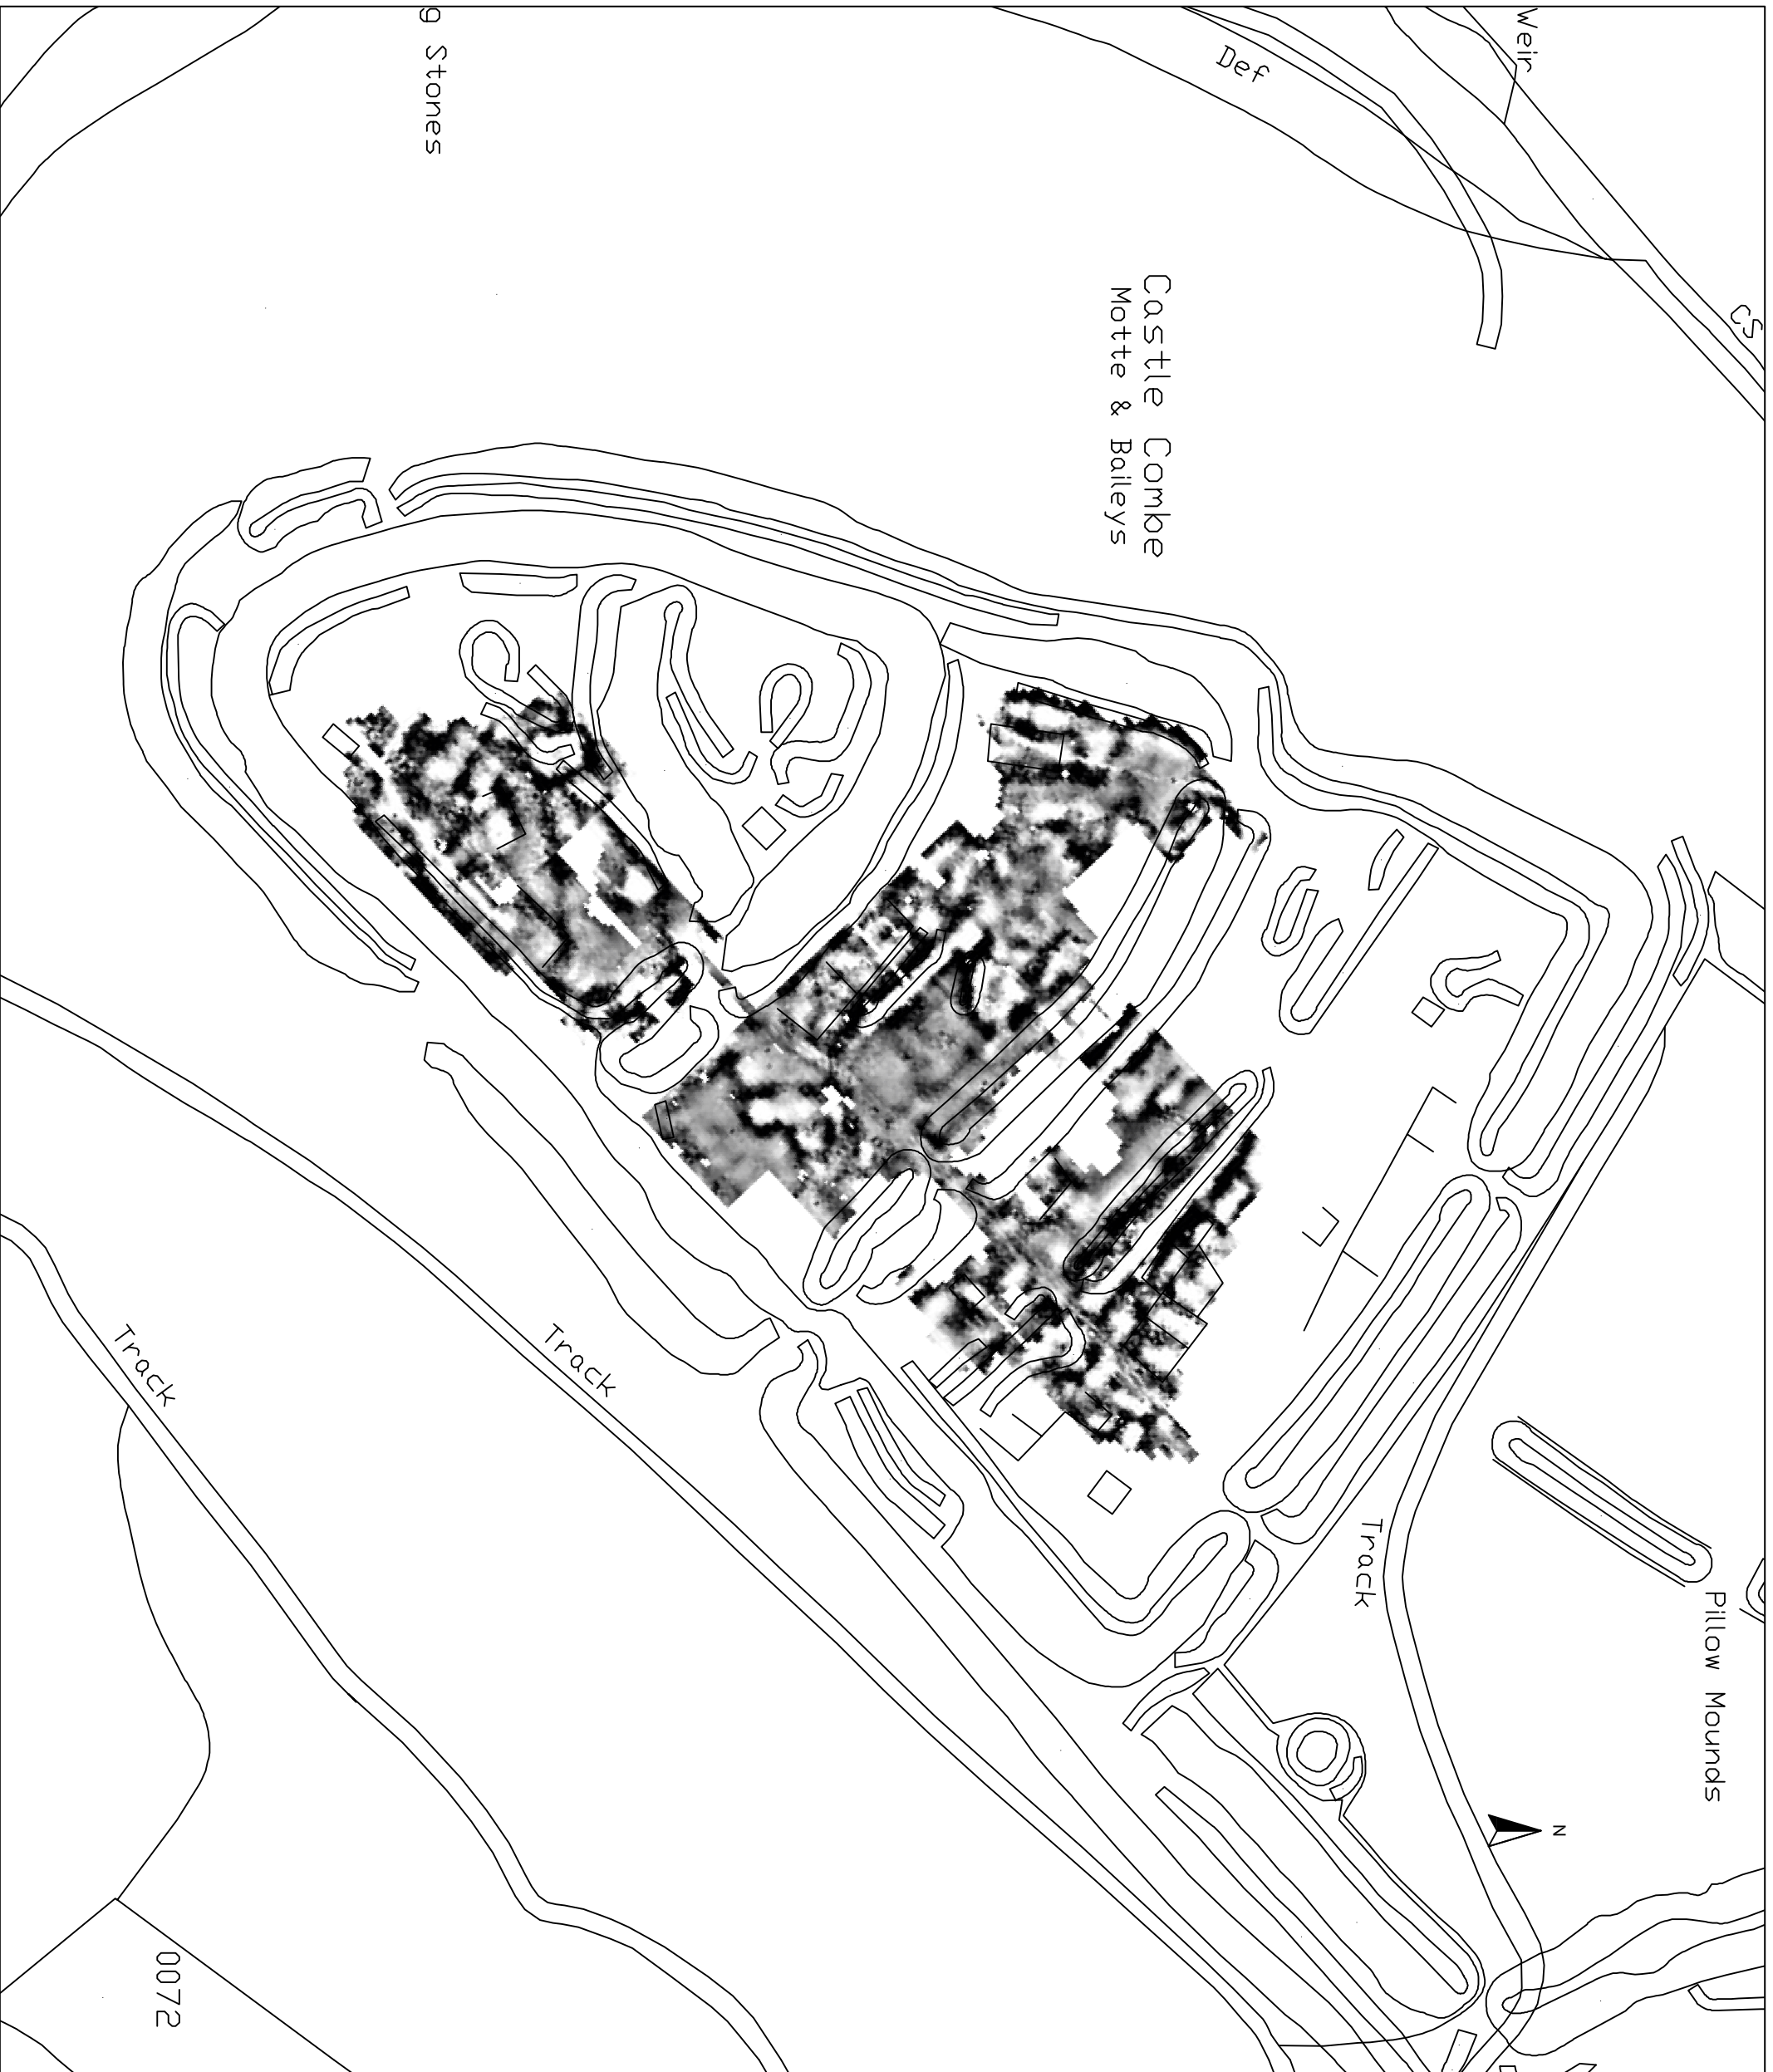 Weir
CS
Def
g Stones
Castle Combe
Motte & Baileys
Pillow Mounds
Track
Track
Track
N
0072